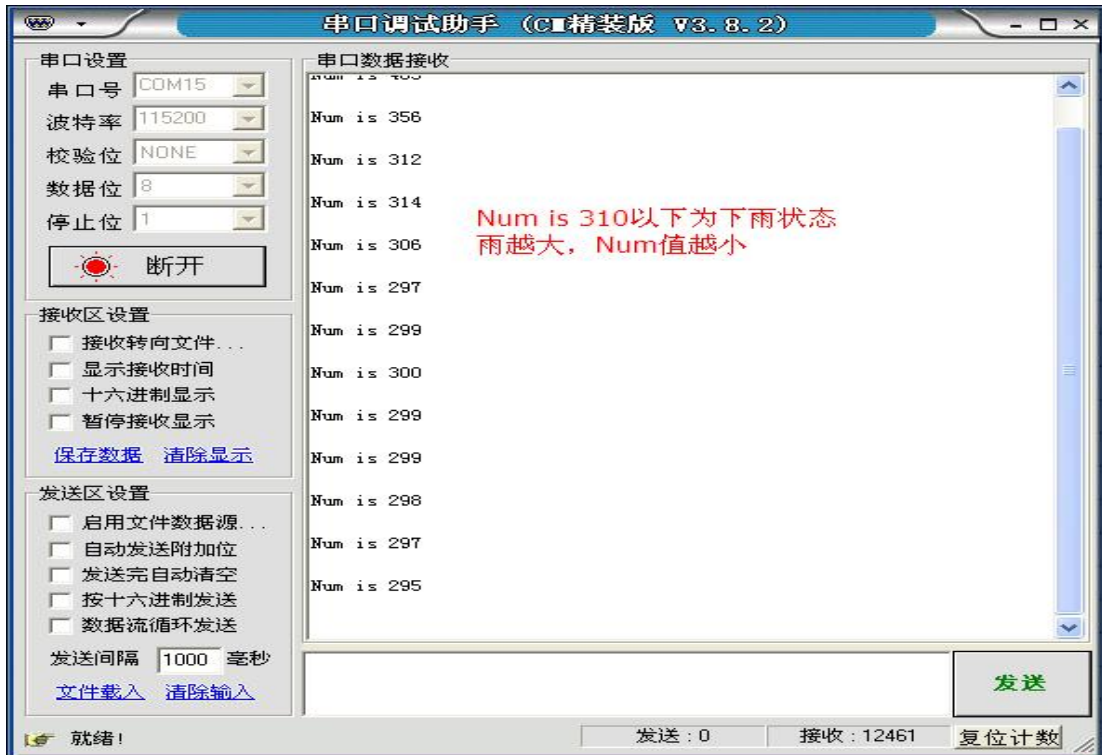 串口调试助手 （CM精装版 V3.8.2）
串口设置
串口号 COM15
波特率 115200
校验位 NONE
数据位 8
停止位 1
断开
接收区设置
接收转向文件...
显示接收时间
十六进制显示
暂停接收显示
保存数据 清除显示
发送区设置
启用文件数据源...
自动发送附加位
发送完自动清空
按十六进制发送
数据流循环发送
发送间隔 1000 毫秒
文件载入 清除输入
串口数据接收
Num is
Num is 356
Num is 312
Num is 314
Num is 306
Num is 297
Num is 299
Num is 300
Num is 299
Num is 299
Num is 298
Num is 297
Num is 295
Num is 310以下为下雨状态
雨越大，Num值越小
发送
就绪!
发送:0
接收:12461
复位计数